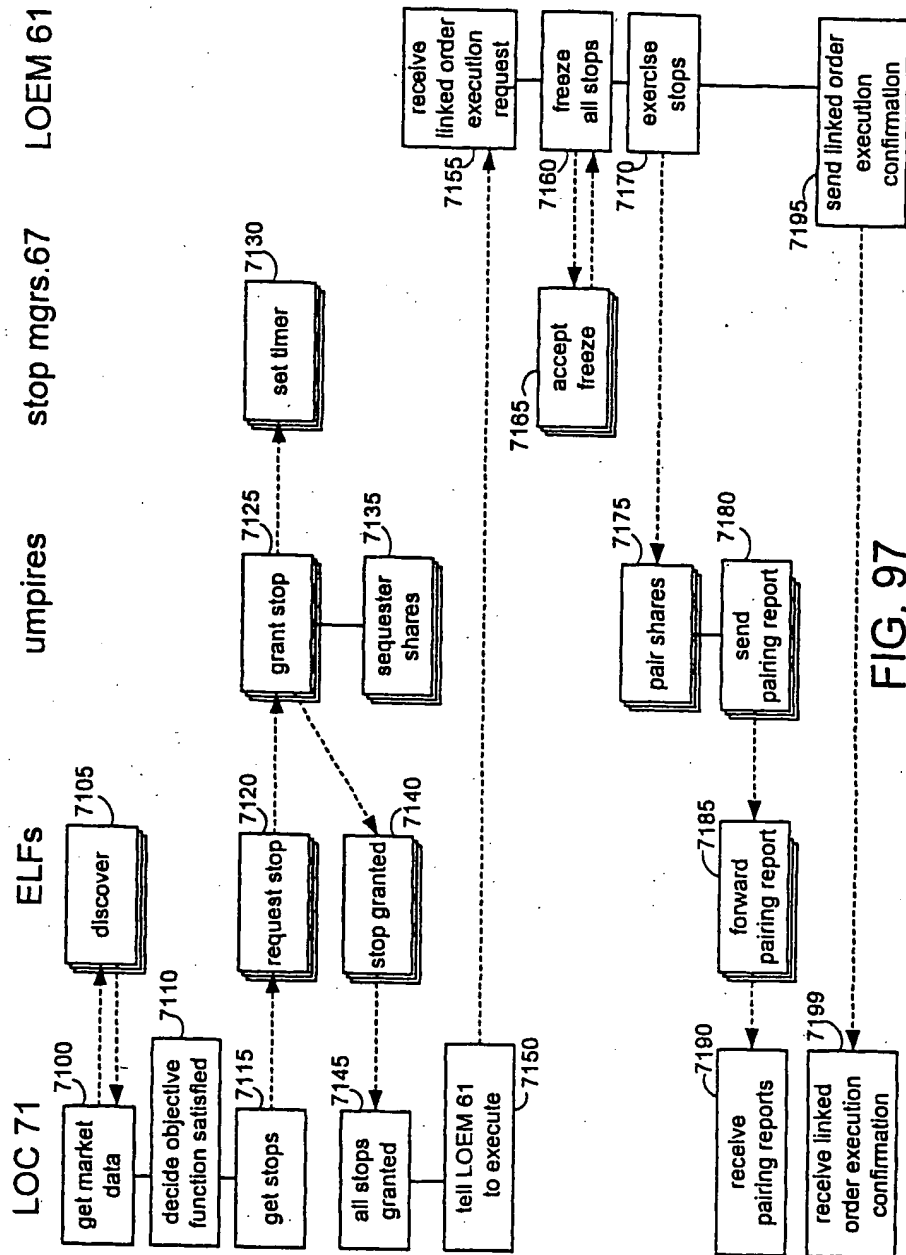 LOC 71
ELFs
umpires
stop mgrs.67
LOEM 61
7100
get market
data
7105
discover
7110
decide objective
function satisfied
7115
get stops
7120
request stop
7125
grant stop
7130
set timer
7135
sequester
shares
7140
stop granted
7145
all stops
granted
7150
tell LOEM 61
to execute
7155
receive
linked order
execution
request
7160
freeze
all stops
7165
accept
freeze
7170
exercise
stops
7175
pair shares
7180
send
pairing report
7185
forward
pairing report
7190
receive
pairing reports
7195
send linked order
execution
confirmation
7199
receive linked
order execution
confirmation
FIG. 97